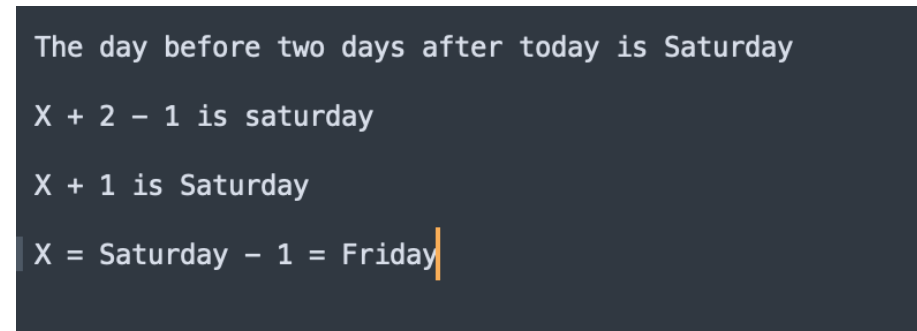 The day before two days after today is Saturday
X + 2 – 1 is saturday
X + 1 is Saturday
X = Saturday – 1 = Friday